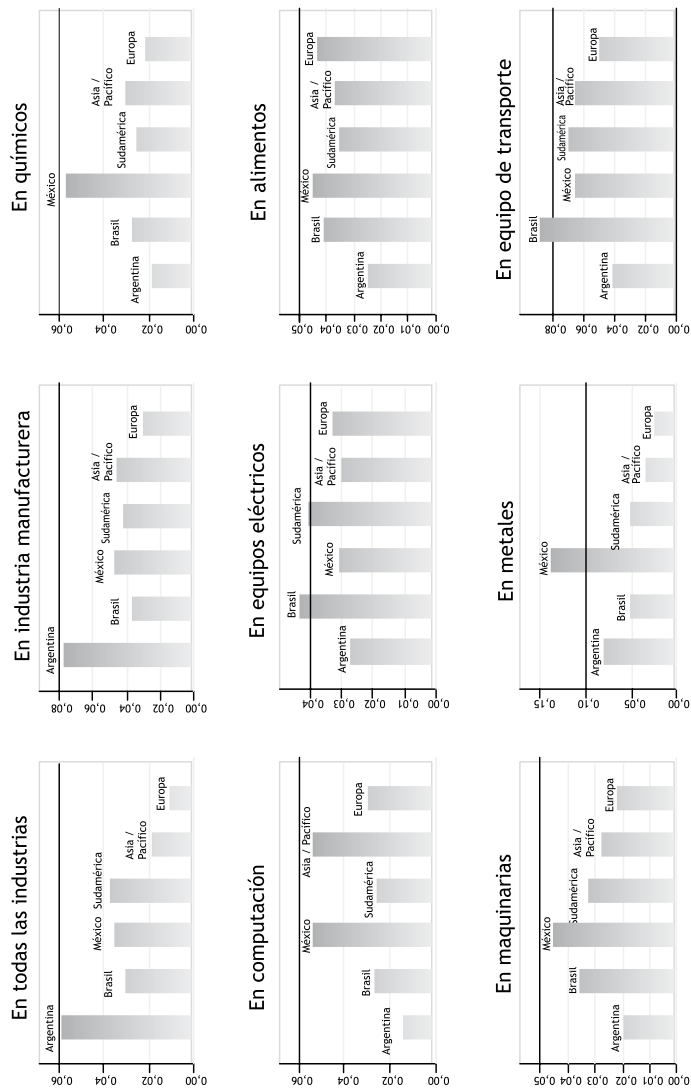 En todas las industrias
0,06
0,04
0,02
0,00
Argentina
Brasil
México
Sudamérica
Asia /
Pacífico
Europa
En industria manufacturera
0,08
0,06
0,04
0,02
0,00
Argentina
Brasil
México
Sudamérica
Asia /
Pacífico
Europa
En químicos
0,06
0,04
0,02
0,00
Argentina
Brasil
México
Sudamérica
Asia /
Pacífico
Europa
En computación
0,06
0,04
0,02
0,00
Argentina
Brasil
México
Sudamérica
Asia / Pacífico
Europa
En equipos eléctricos
0,04
0,03
0,02
0,01
0,00
Argentina
Brasil
México
Sudamérica
Asia /
Pacífico
Europa
En alimentos
0,05
0,04
0,03
0,02
0,01
0,00
Argentina
Brasil
México
Sudamérica
Asia /
Pacífico
Europa
En maquinarias
0,05
0,04
0,03
0,02
0,01
0,00
Argentina
Brasil
México
Sudamérica
Asia /
Pacífico
Europa
En metales
0,15
0,10
0,05
0,00
Argentina
Brasil
México
Sudamérica
Asia /
Pacífico
Europa
En equipo de transporte
0,08
0,06
0,04
0,02
0,00
Argentina
Brasil
México
Sudamérica
Asia /
Pacífico
Europa